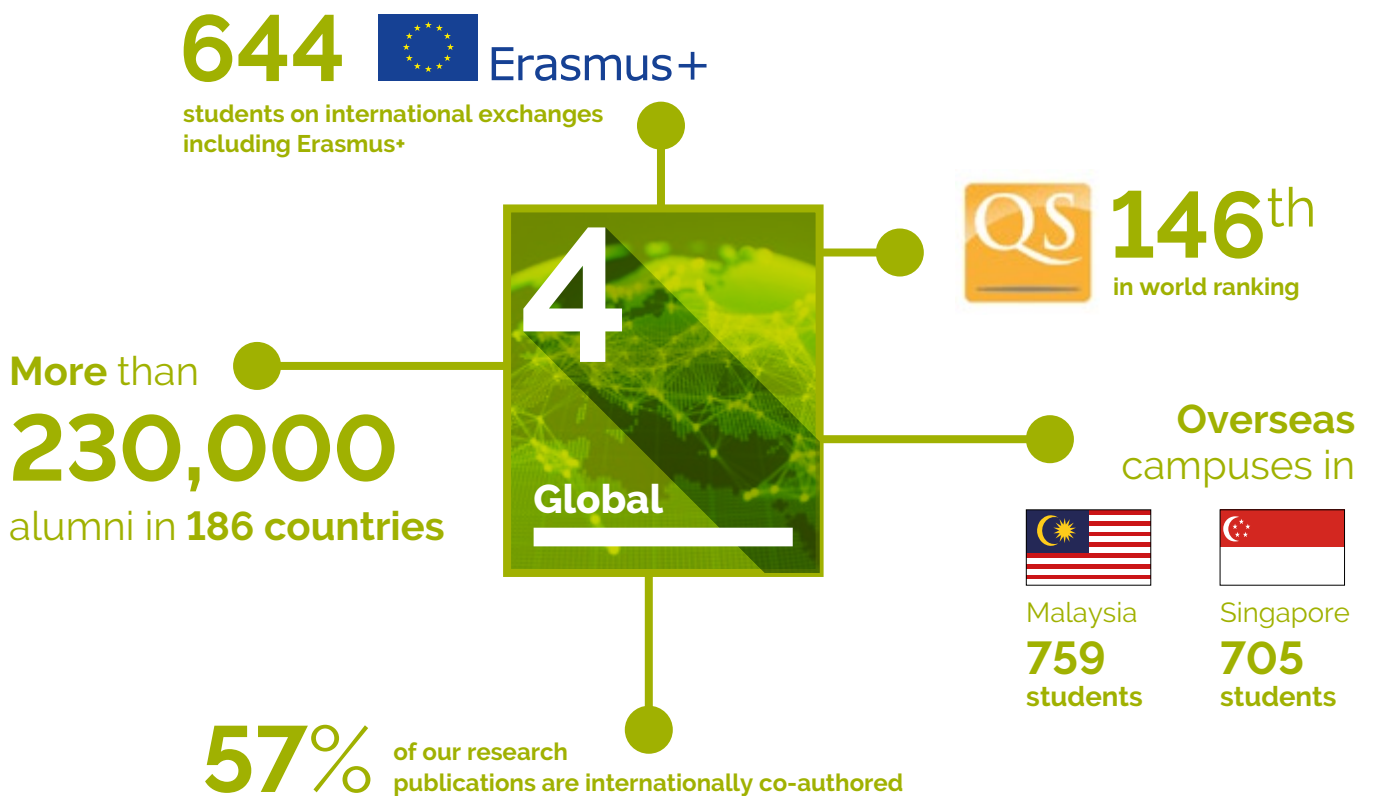 644
Erasmus+
students on international exchanges
including Erasmus+
QS
146th
in world ranking
4
Global
More than
230,000
alumni in 186 countries
Overseas
campuses in
Malaysia
759
students
Singapore
705
students
57%
of our research
publications are internationally co-authored